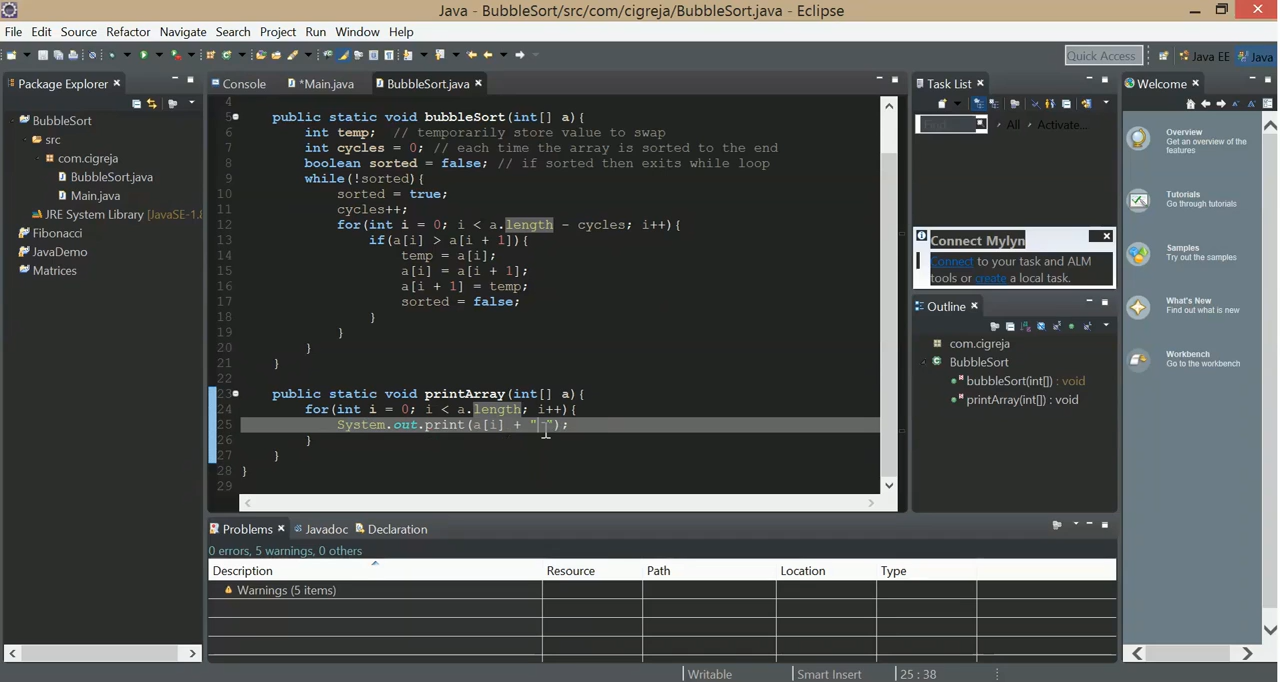 Java - BubbleSort/src/com/cigreja/BubbleSort.java - Eclipse
File Edit Source Refactor Navigate Search Project Run Window Help
Quick Access Java EE Java
Package Explorer
BubbleSort
src
com.cigreja
BubbleSort.java
Main.java
JRE System Library [JavaSE-1.8
Fibonacci
JavaDemo
Matrices
Console *Main.java BubbleSort.java
4
5 public static void bubbleSort(int[] a){
6 int temp; // temporarily store value to swap
7 int cycles = 0; // each time the array is sorted to the end
8 boolean sorted = false; // if sorted then exits while loop
9 while(!sorted){
10 sorted = true;
11 cycles++;
12 for(int i = 0; i < a.length - cycles; i++){
13 if(a[i] > a[i + 1]){
14 temp = a[i];
15 a[i] = a[i + 1];
16 a[i + 1] = temp;
17 sorted = false;
18 }
19 }
20 }
21 }
22
23 public static void printArray(int[] a){
24 for(int i = 0; i < a.length; i++){
25 System.out.print(a[i] + " ");
26 }
27 }
28 }
29
Task List
Find All Activate...
Connect Mylyn
Connect to your task and ALM
tools or create a local task.
Outline
com.cigreja
BubbleSort
bubbleSort(int[]) : void
printArray(int[]) : void
Welcome
Overview
Get an overview of the
features
Tutorials
Go through tutorials
Samples
Try out the samples
What's New
Find out what is new
Workbench
Go to the workbench
Problems Javadoc Declaration
0 errors, 5 warnings, 0 others
Description Resource Path Location Type
Warnings (5 items)
Writable Smart Insert 25 : 38